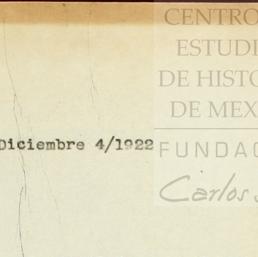 CENTRO
ESTUDI
DE HISTO
DE MEX
FUNDAC
Carlos
Diciembre 4/1922